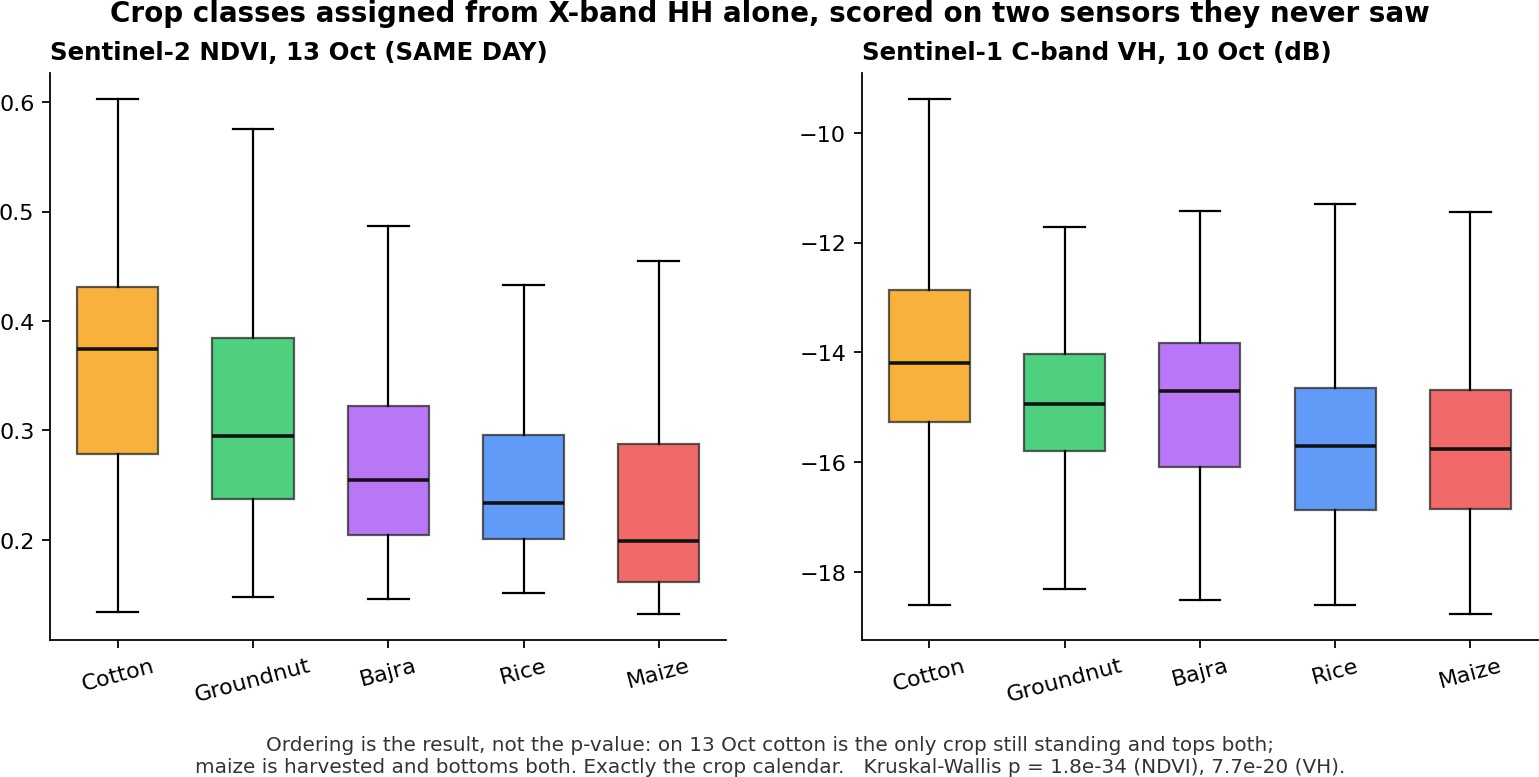 Crop classes assigned from X-band HH alone, scored on two sensors they never saw
Sentinel-2 NDVI, 13 Oct (SAME DAY)
0.6
0.5
0.4
0.3
0.2
Cotton
Groundnut
Bajra
Rice
Maize
Sentinel-1 C-band VH, 10 Oct (dB)
−10
−12
−14
−16
−18
Cotton
Groundnut
Bajra
Rice
Maize
Ordering is the result, not the p-value: on 13 Oct cotton is the only crop still standing and tops both;
maize is harvested and bottoms both. Exactly the crop calendar.   Kruskal-Wallis p = 1.8e-34 (NDVI), 7.7e-20 (VH).